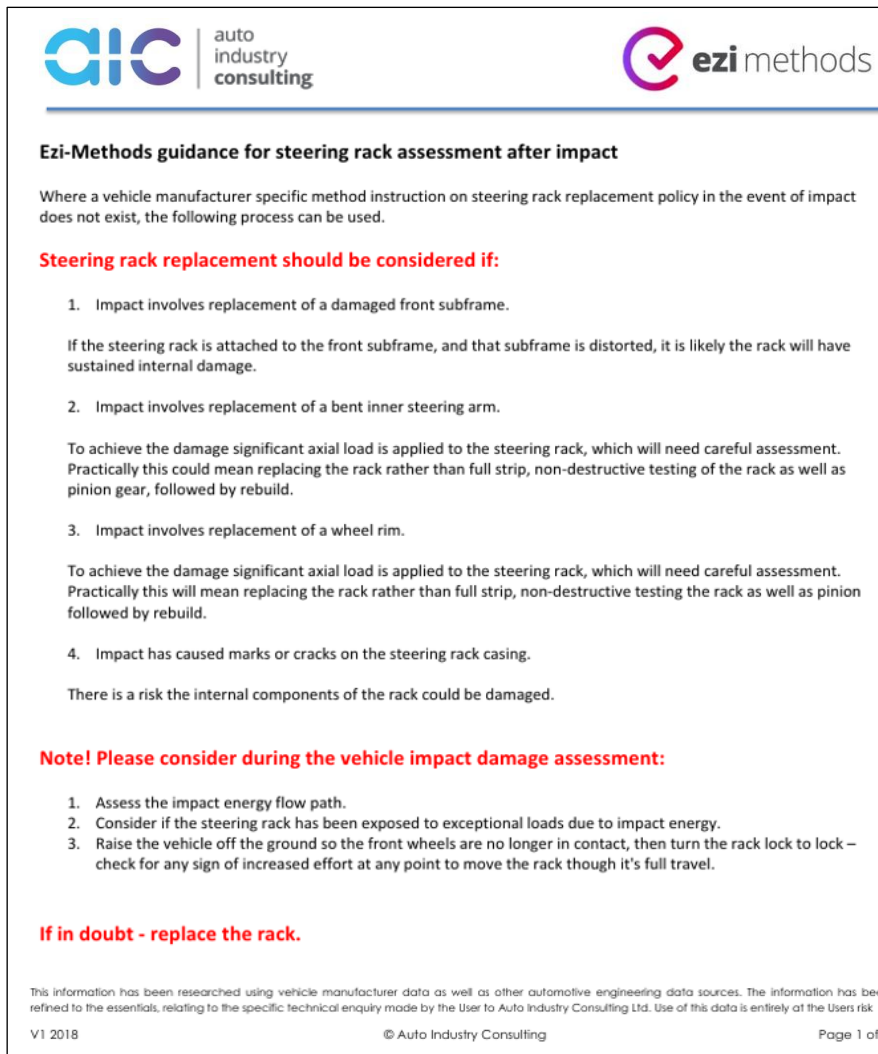 aic
auto
industry
consulting
ezi methods
Ezi-Methods guidance for steering rack assessment after impact
Where a vehicle manufacturer specific method instruction on steering rack replacement policy in the event of impact
does not exist, the following process can be used.
Steering rack replacement should be considered if:
1. Impact involves replacement of a damaged front subframe.
If the steering rack is attached to the front subframe, and that subframe is distorted, it is likely the rack will have
sustained internal damage.
2. Impact involves replacement of a bent inner steering arm.
To achieve the damage significant axial load is applied to the steering rack, which will need careful assessment.
Practically this could mean replacing the rack rather than full strip, non-destructive testing of the rack as well as
pinion gear, followed by rebuild.
3. Impact involves replacement of a wheel rim.
To achieve the damage significant axial load is applied to the steering rack, which will need careful assessment.
Practically this will mean replacing the rack rather than full strip, non-destructive testing the rack as well as pinion
followed by rebuild.
4. Impact has caused marks or cracks on the steering rack casing.
There is a risk the internal components of the rack could be damaged.
Note! Please consider during the vehicle impact damage assessment:
1. Assess the impact energy flow path.
2. Consider if the steering rack has been exposed to exceptional loads due to impact energy.
3. Raise the vehicle off the ground so the front wheels are no longer in contact, then turn the rack lock to lock –
check for any sign of increased effort at any point to move the rack though it's full travel.
If in doubt - replace the rack.
This information has been researched using vehicle manufacturer data as well as other automotive engineering data sources. The information has bee
refined to the essentials, relating to the specific technical enquiry made by the User to Auto Industry Consulting Ltd. Use of this data is entirely at the Users risk
V1 2018
© Auto Industry Consulting
Page 1 of